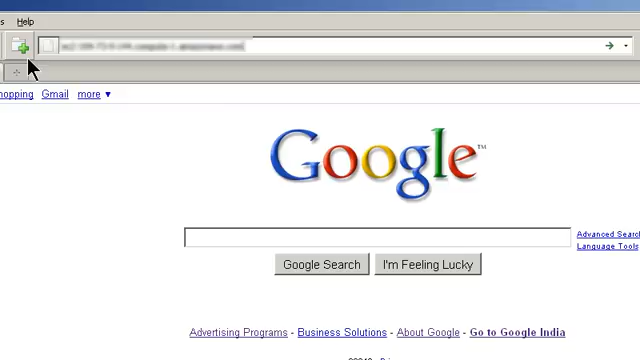 s Help
hopping Gmail more ▼
Google™
Advanced Searc
Language Tools
Google Search I'm Feeling Lucky
Advertising Programs - Business Solutions - About Google - Go to Google India